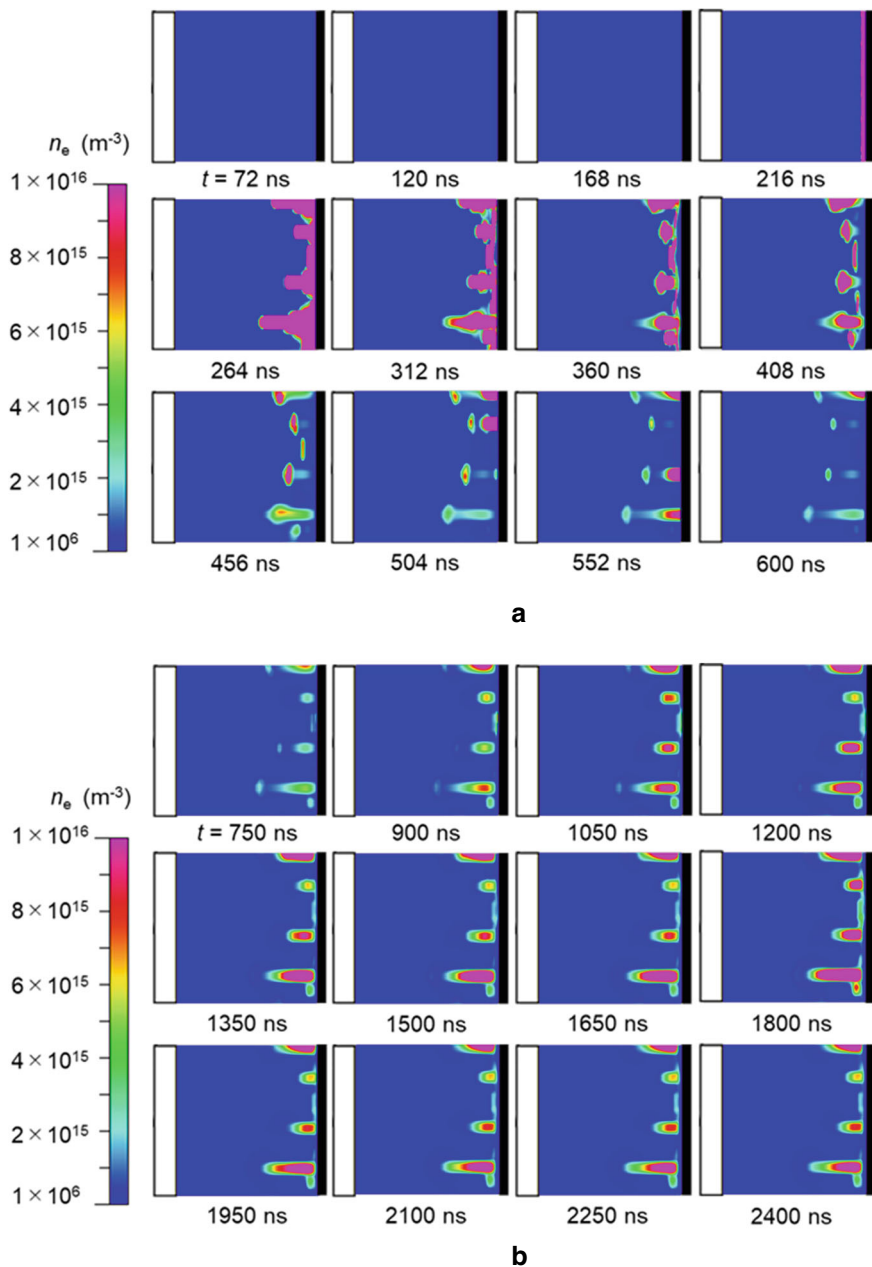 nₑ (m⁻³)
1 × 10¹⁶
8 × 10¹⁵
6 × 10¹⁵
4 × 10¹⁵
2 × 10¹⁵
1 × 10⁶
t = 72 ns 120 ns 168 ns 216 ns
264 ns 312 ns 360 ns 408 ns
456 ns 504 ns 552 ns 600 ns
a
nₑ (m⁻³)
1 × 10¹⁶
8 × 10¹⁵
6 × 10¹⁵
4 × 10¹⁵
2 × 10¹⁵
1 × 10⁶
t = 750 ns 900 ns 1050 ns 1200 ns
1350 ns 1500 ns 1650 ns 1800 ns
1950 ns 2100 ns 2250 ns 2400 ns
b